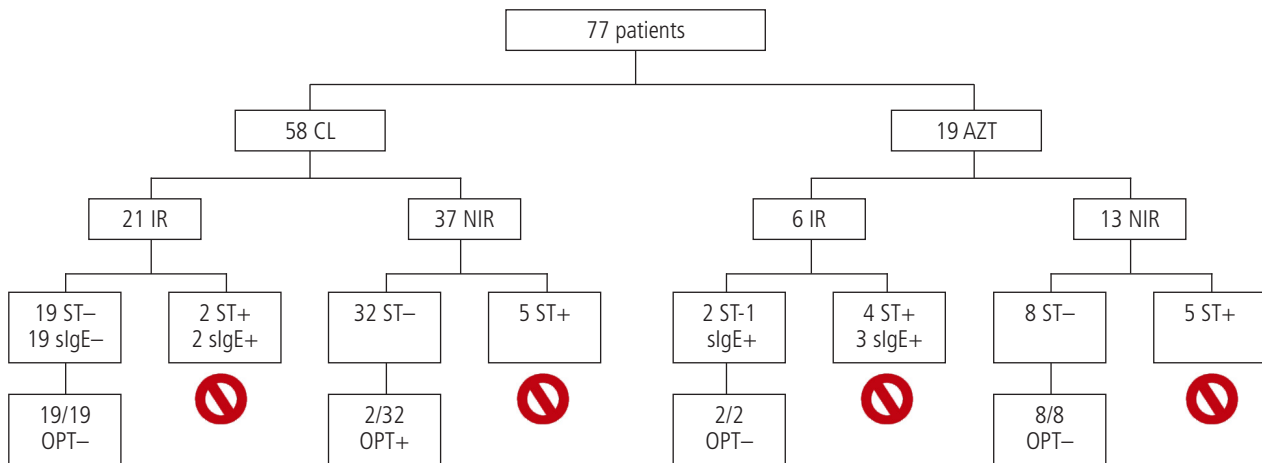 77 patients
58 CL
19 AZT
21 IR
37 NIR
6 IR
13 NIR
19 ST−
19 sIgE−
2 ST+
2 sIgE+
32 ST−
5 ST+
2 ST-1
sIgE+
4 ST+
3 sIgE+
8 ST−
5 ST+
19/19
OPT−
2/32
OPT+
2/2
OPT−
8/8
OPT−